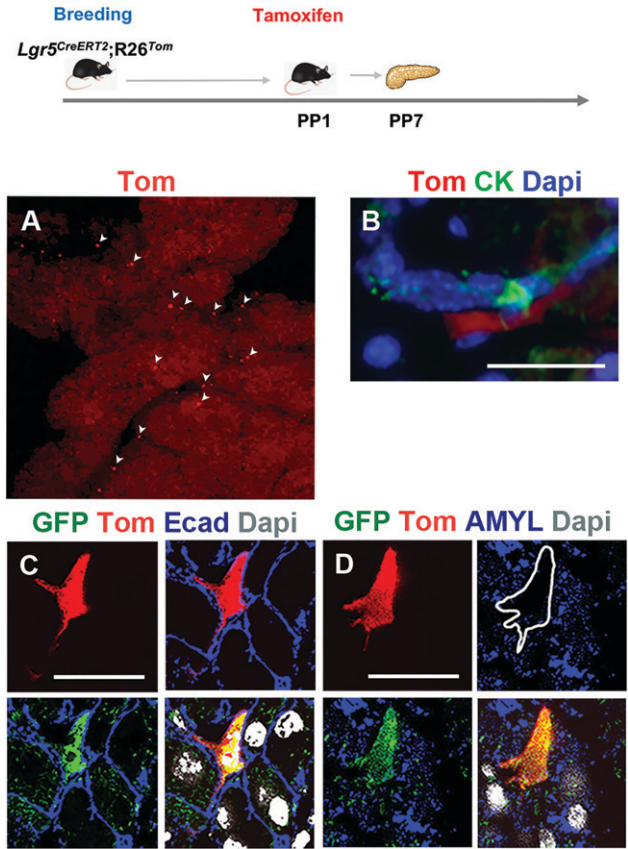 Breeding
Tamoxifen
Lgr5CreERT2;R26Tom
PP1
PP7
Tom
Tom CK Dapi
A
B
GFP Tom Ecad Dapi
GFP Tom AMYL Dapi
C
D